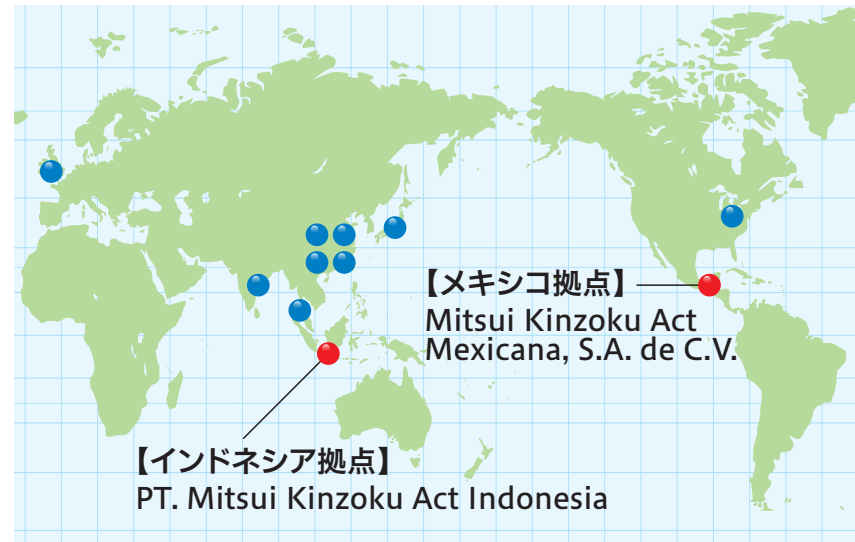 【メキシコ拠点】
Mitsui Kinzoku Act
Mexicana, S.A. de C.V.
【インドネシア拠点】
PT. Mitsui Kinzoku Act Indonesia